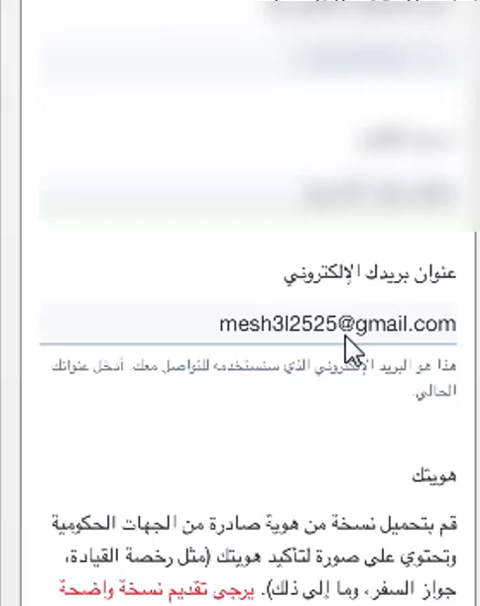 عنوان بريدك الإلكتروني
mesh3l2525@gmail.com
هذا هو البريد الإلكتروني الذي سنستخدمه للتواصل معك. أدخل عنوانك
الحالي.
هويتك
قم بتحميل نسخة من هوية صادرة من الجهات الحكومية
وتحتوي على صورة لتأكيد هويتك (مثل رخصة القيادة،
جواز السفر، وما إلى ذلك). يرجى تقديم نسخة واضحة